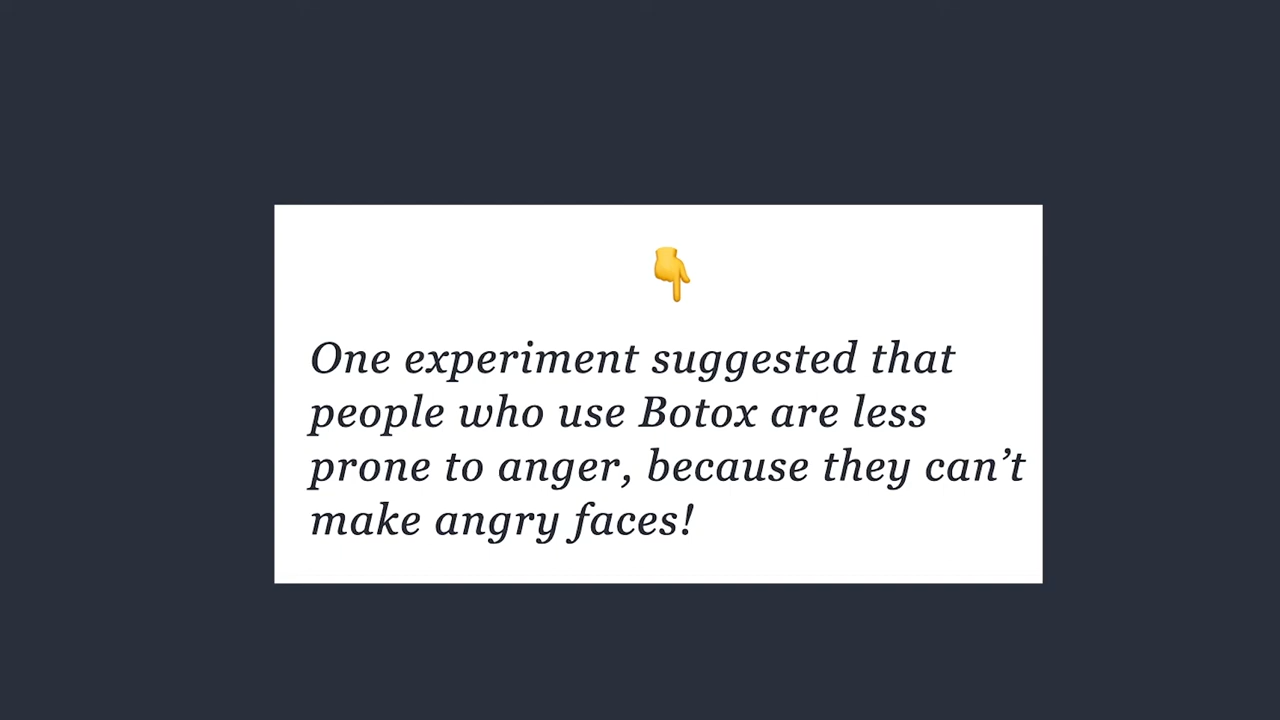 One experiment suggested that
people who use Botox are less
prone to anger, because they can’t
make angry faces!